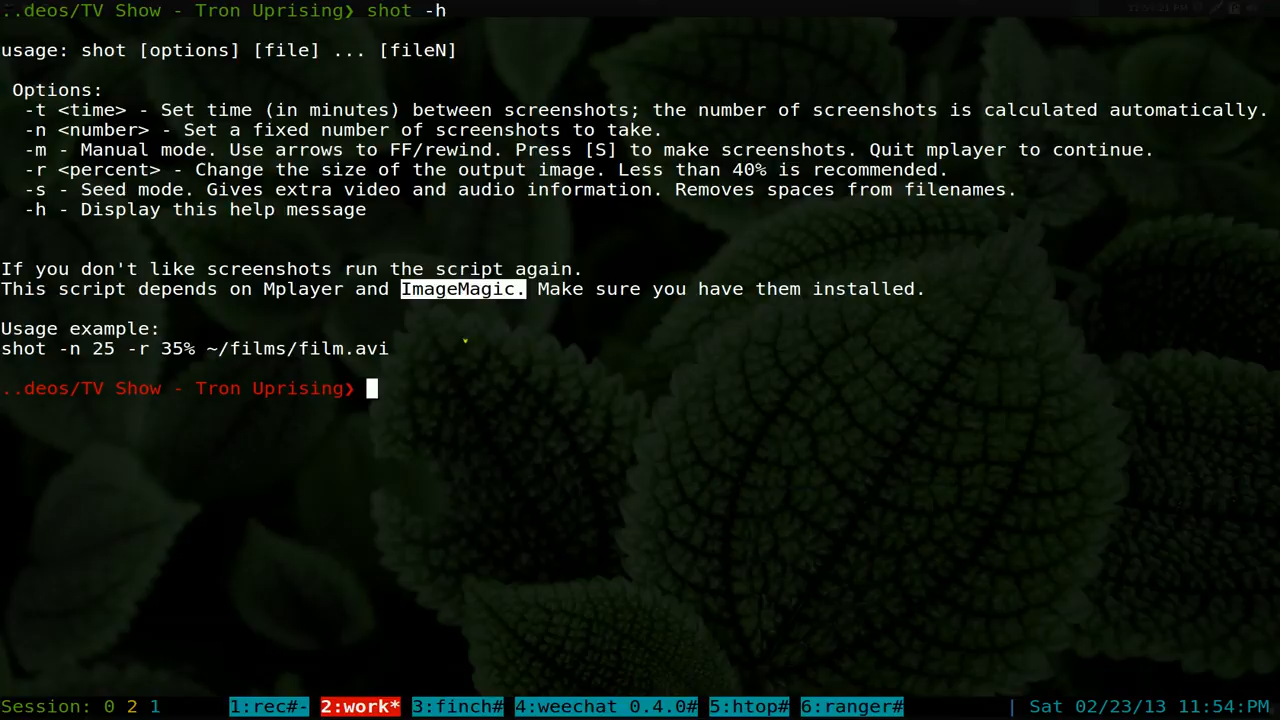 ..deos/TV Show - Tron Uprising❯ shot -h
usage: shot [options] [file] ... [fileN]
Options:
-t <time> - Set time (in minutes) between screenshots; the number of screenshots is calculated automatically.
-n <number> - Set a fixed number of screenshots to take.
-m - Manual mode. Use arrows to FF/rewind. Press [S] to make screenshots. Quit mplayer to continue.
-r <percent> - Change the size of the output image. Less than 40% is recommended.
-s - Seed mode. Gives extra video and audio information. Removes spaces from filenames.
-h - Display this help message
If you don't like screenshots run the script again.
This script depends on Mplayer and ImageMagic. Make sure you have them installed.
Usage example:
shot -n 25 -r 35% ~/films/film.avi
..deos/TV Show - Tron Uprising❯
Session: 0 2 1 1:rec#- 2:work* 3:finch# 4:weechat 0.4.0# 5:htop# 6:ranger# | Sat 02/23/13 11:54:PM